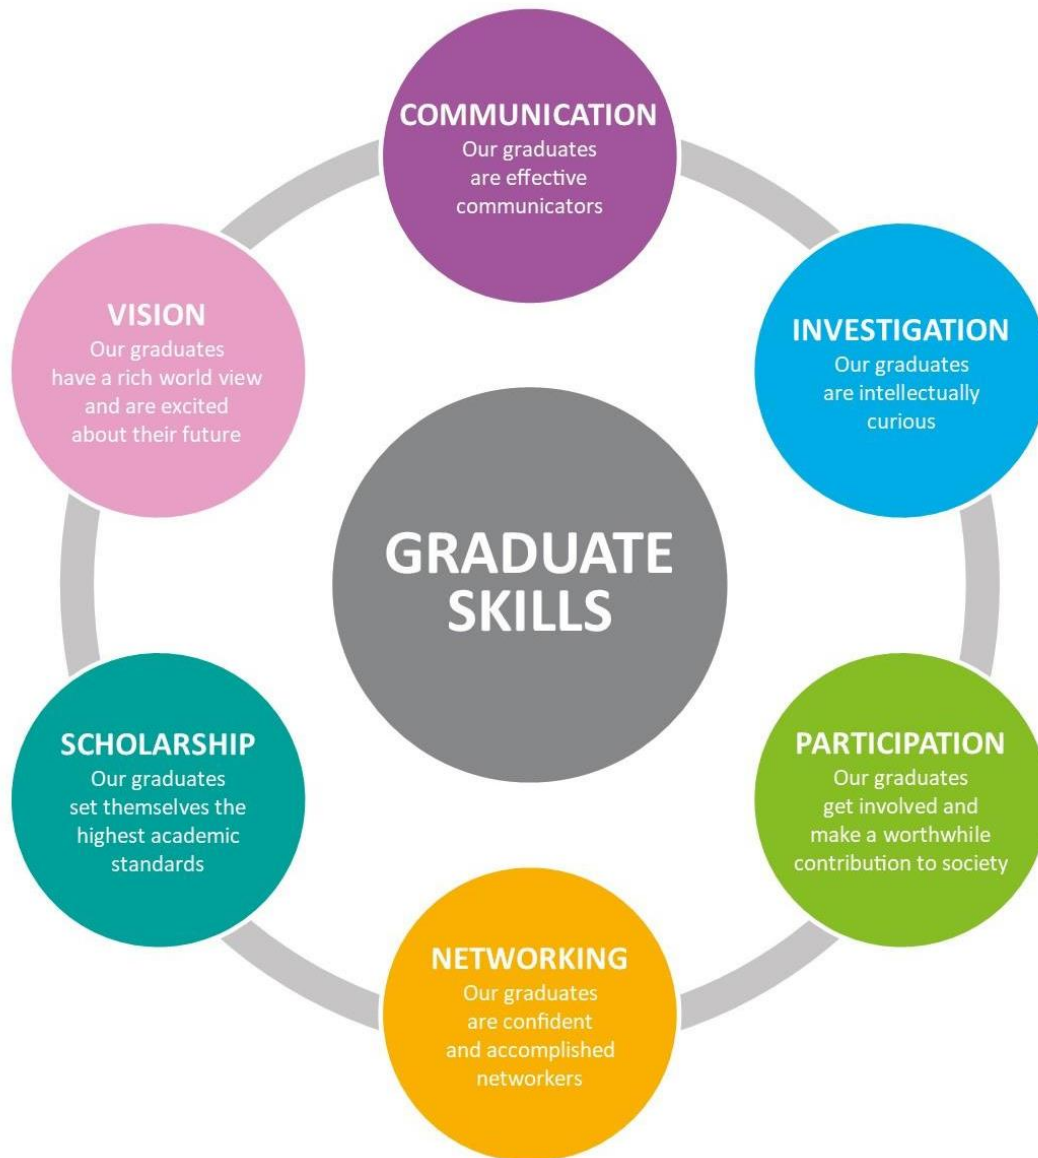 COMMUNICATION
Our graduates
are effective
communicators
INVESTIGATION
Our graduates
are intellectually
curious
PARTICIPATION
Our graduates
get involved and
make a worthwhile
contribution to society
NETWORKING
Our graduates
are confident
and accomplished
networkers
SCHOLARSHIP
Our graduates
set themselves the
highest academic
standards
VISION
Our graduates
have a rich world view
and are excited
about their future
GRADUATE
SKILLS